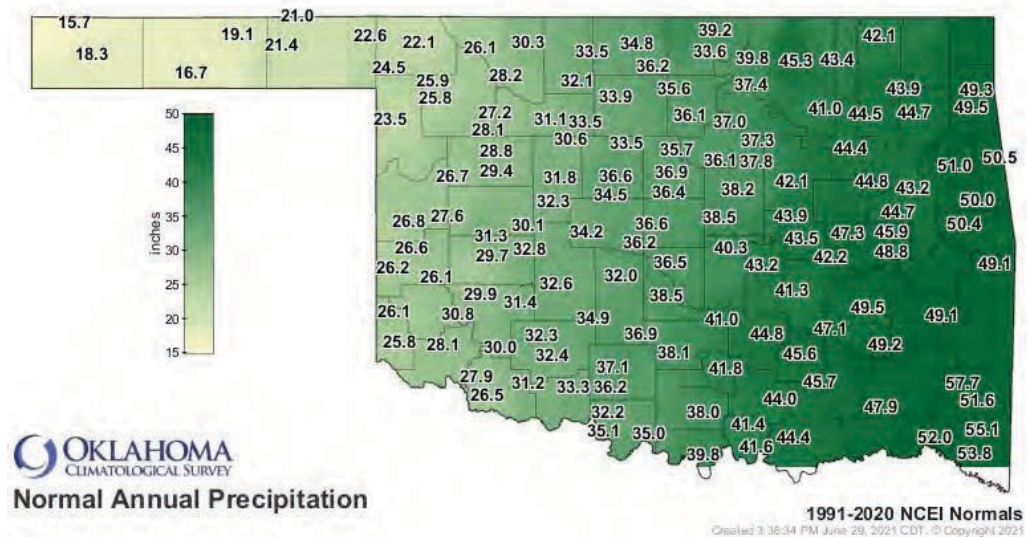 21.0
15.7
39.2
19.1 22.6 22.1 30.3 34.8 42.1
21.4 26.1 33.5 33.6
18.3 39.8 45.3 43.4
16.7 24.5 36.2
28.2 32.1 37.4
25.9 35.6 43.9 49.3
25.8 33.9
49.5
50 23.5 27.2 31.1 33.5 36.1 37.0 41.0 44.5 44.7
28.1
30.6 33.5 37.3
45 28.8 35.7 44.4
36.1 37.8 51.0 50.5
40 26.7 29.4 31.8 36.6 36.9
42.1 44.8 43.2
34.5 36.4 38.2
32.3 50.0
35 26.8 27.6 30.1 36.6 38.5 43.9 44.7
inches 50.4
31.3 34.2 43.5 47.3 45.9
30 26.6 29.7 32.8 36.2 40.3 48.8
42.2
26.2 36.5 43.2 49.1
25 26.1 32.6 32.0
41.3
29.9 31.4 38.5
20 26.1 30.8 49.5
34.9 41.0 49.1
15 25.8 28.1 30.0 32.3 36.9 44.8 47.1
32.4 38.1 45.6 49.2
37.1 41.8
27.9 31.2 33.3 36.2 45.7 57.7
26.5 44.0 51.6
32.2 38.0 47.9
35.1 35.0 41.4 55.1
44.4 52.0
39.8 41.6 53.8
OKLAHOMA
CLIMATOLOGICAL SURVEY
Normal Annual Precipitation
1991-2020 NCEI Normals
Created 3:36:34 PM June 29, 2021 CDT. © Copyright 2021